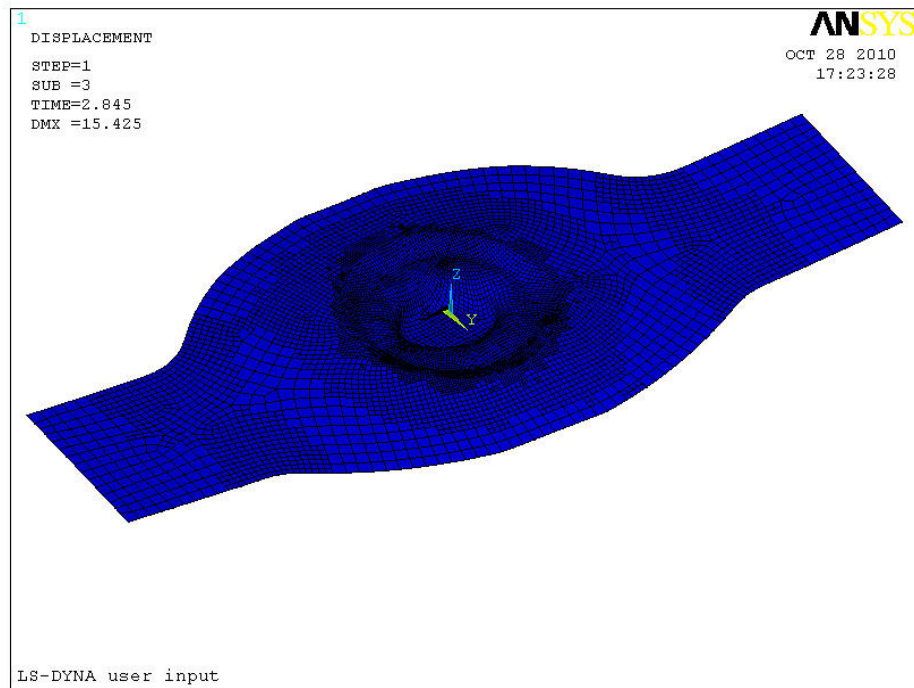 1
DISPLACEMENT
STEP=1
SUB =3
TIME=2.845
DMX =15.425
ANSYS
OCT 28 2010
17:23:28
Z
Y
LS-DYNA user input